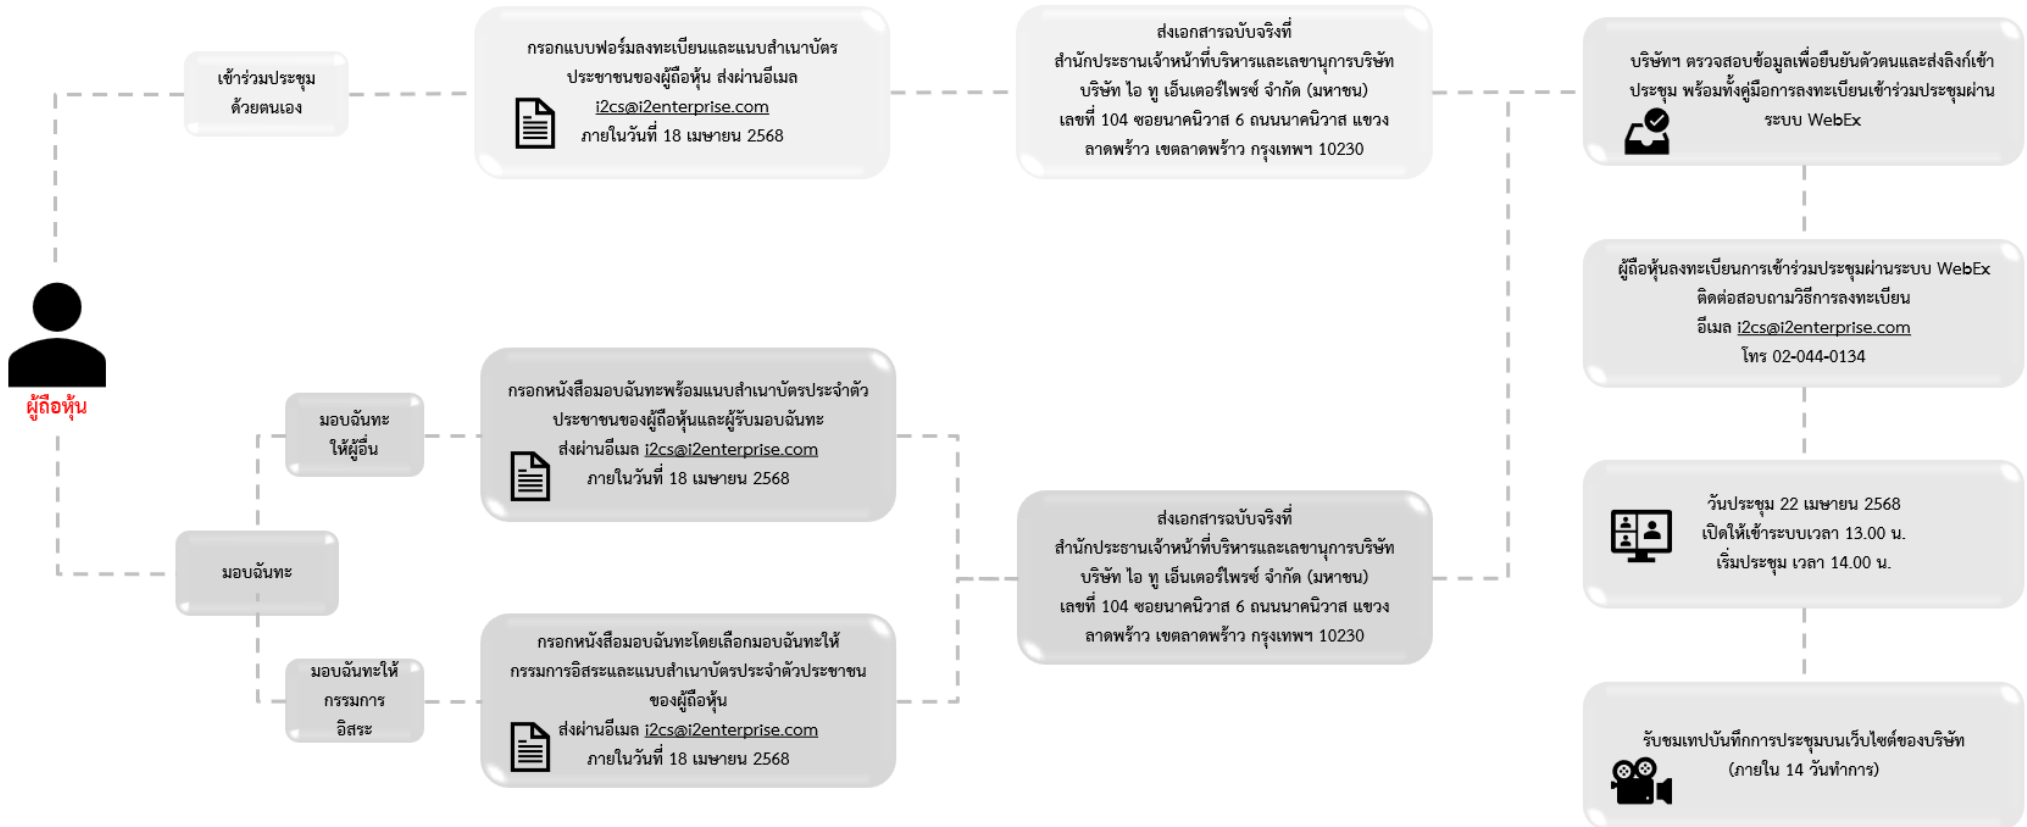 เข้าร่วมประชุม
ด้วยตนเอง
กรอกแบบฟอร์มลงทะเบียนและแนบสำเนาบัตร
ประชาชนของผู้ถือหุ้น ส่งผ่านอีเมล
i2cs@i2enterprise.com
ภายในวันที่ 18 เมษายน 2568
ส่งเอกสารฉบับจริงที่
สำนักประธานเจ้าหน้าที่บริหารและเลขานุการบริษัท
บริษัท ไอ ทู เอ็นเตอร์ไพรซ์ จำกัด (มหาชน)
เลขที่ 104 ซอยนาคนิวาส 6 ถนนนาคนิวาส แขวง
ลาดพร้าว เขตลาดพร้าว กรุงเทพฯ 10230
บริษัทฯ ตรวจสอบข้อมูลเพื่อยืนยันตัวตนและส่งลิงก์เข้า
ประชุม พร้อมทั้งคู่มือการลงทะเบียนเข้าร่วมประชุมผ่าน
ระบบ WebEx
ผู้ถือหุ้นลงทะเบียนการเข้าร่วมประชุมผ่านระบบ WebEx
ติดต่อสอบถามวิธีการลงทะเบียน
อีเมล i2cs@i2enterprise.com
โทร 02-044-0134
ผู้ถือหุ้น
มอบฉันทะ
ให้ผู้อื่น
กรอกหนังสือมอบฉันทะพร้อมแนบสำเนาบัตรประจำตัว
ประชาชนของผู้ถือหุ้นและผู้รับมอบฉันทะ
ส่งผ่านอีเมล i2cs@i2enterprise.com
ภายในวันที่ 18 เมษายน 2568
มอบฉันทะ
ส่งเอกสารฉบับจริงที่
สำนักประธานเจ้าหน้าที่บริหารและเลขานุการบริษัท
บริษัท ไอ ทู เอ็นเตอร์ไพรซ์ จำกัด (มหาชน)
เลขที่ 104 ซอยนาคนิวาส 6 ถนนนาคนิวาส แขวง
ลาดพร้าว เขตลาดพร้าว กรุงเทพฯ 10230
วันประชุม 22 เมษายน 2568
เปิดให้เข้าระบบเวลา 13.00 น.
เริ่มประชุม เวลา 14.00 น.
มอบฉันทะให้
กรรมการ
อิสระ
กรอกหนังสือมอบฉันทะโดยเลือกมอบฉันทะให้
กรรมการอิสระและแนบสำเนาบัตรประจำตัวประชาชน
ของผู้ถือหุ้น
ส่งผ่านอีเมล i2cs@i2enterprise.com
ภายในวันที่ 18 เมษายน 2568
รับชมเทปบันทึกการประชุมบนเว็บไซต์ของบริษัท
(ภายใน 14 วันทำการ)